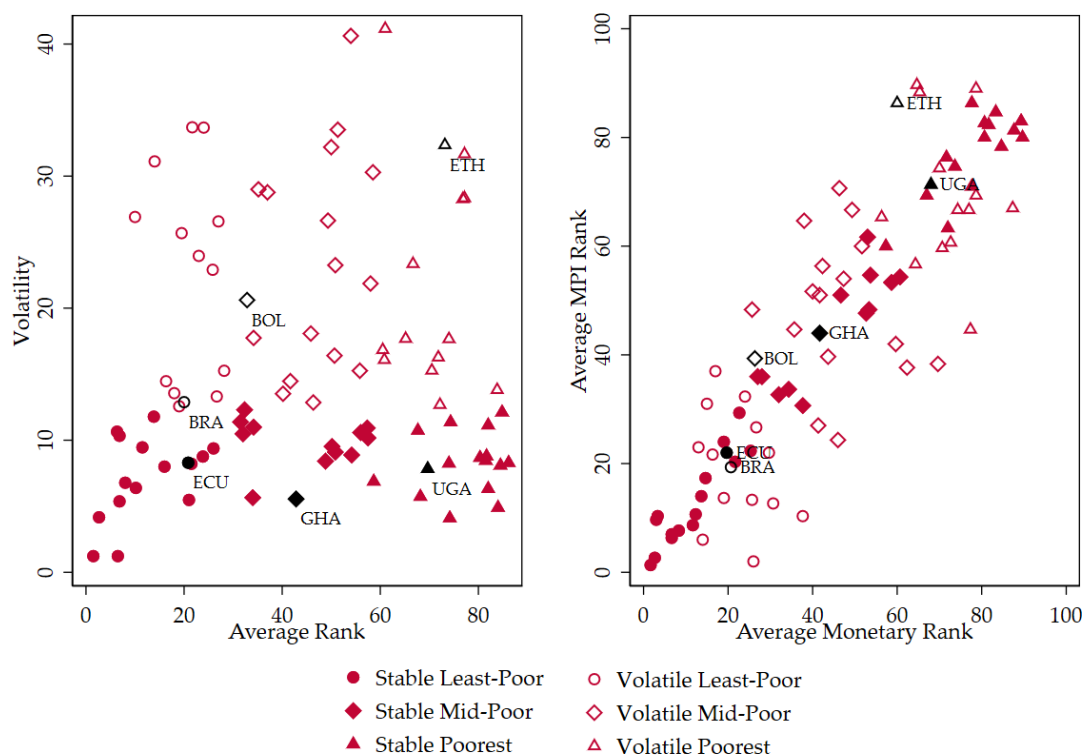 40
30
20
10
0
Volatility
ETH
BOL
BRA
ECU
GHA
UGA
0 20 40 60 80
Average Rank
100
80
60
40
20
0
Average MPI Rank
ETH
UGA
GHA
BOL
ECU
BRA
0 20 40 60 80 100
Average Monetary Rank
Stable Least-Poor
Volatile Least-Poor
Stable Mid-Poor
Volatile Mid-Poor
Stable Poorest
Volatile Poorest